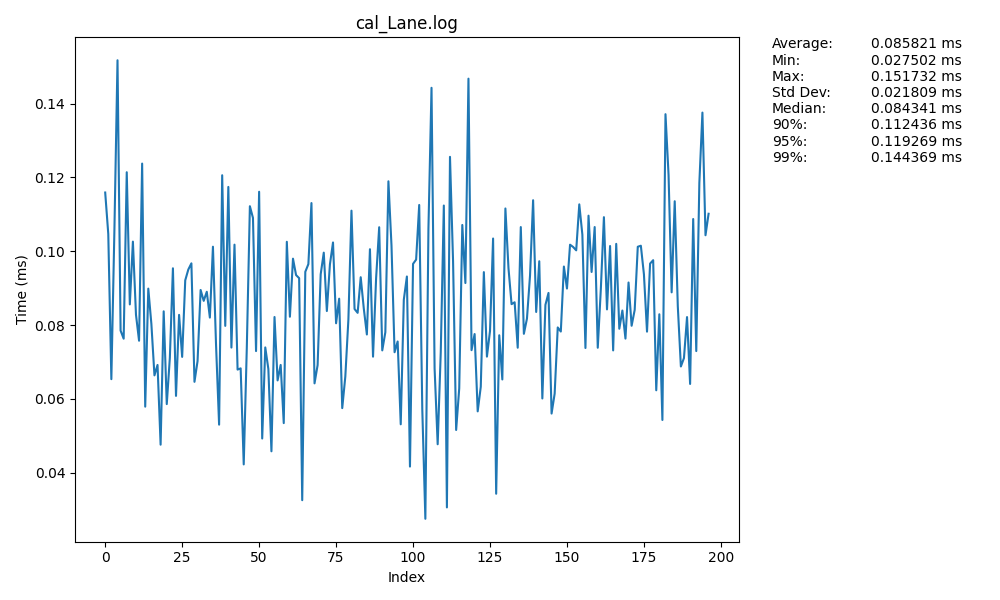 cal_Lane.log
Average: 0.085821 ms
Min: 0.027502 ms
Max: 0.151732 ms
Std Dev: 0.021809 ms
Median: 0.084341 ms
90%: 0.112436 ms
95%: 0.119269 ms
99%: 0.144369 ms
Time (ms)
0.14
0.12
0.10
0.08
0.06
0.04
0 25 50 75 100 125 150 175 200
Index